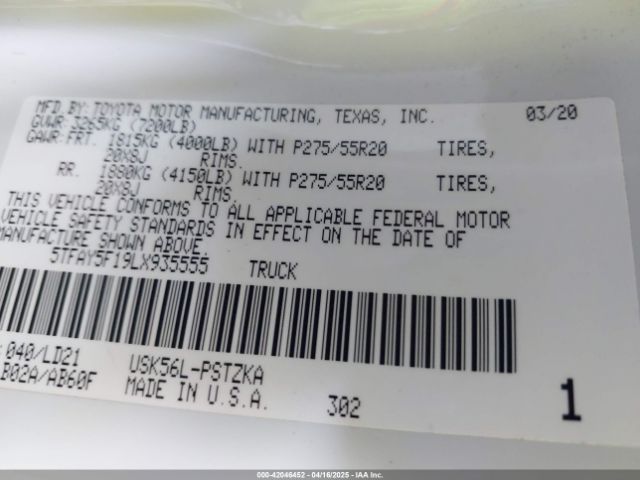 MFD.BY:TOYOTA MOTOR MANUFACTURING, TEXAS, INC. 03/20
GVWR:3265KG (7200LB)
GAWR:FRT. 1815KG (4000LB) WITH P275/55R20 TIRES,
20X8J RIMS.
RR. 1880KG (4150LB) WITH P275/55R20 TIRES,
20X8J RIMS.
THIS VEHICLE CONFORMS TO ALL APPLICABLE FEDERAL MOTOR
VEHICLE SAFETY STANDARDS IN EFFECT ON THE DATE OF
MANUFACTURE SHOWN ABOVE.
5TFAY5F19LX935555 TRUCK
040/LD21 USK56L-PSTZKA
B02A/AB60F MADE IN U.S.A. 302 1
000-42046452 - 04/16/2025 - IAA Inc.